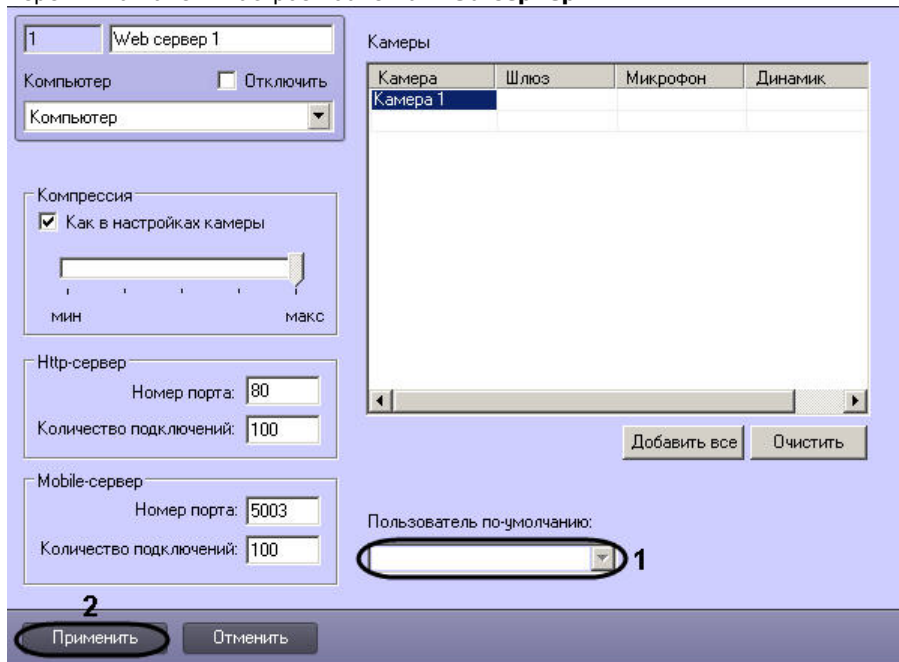 1 Web сервер 1
Компьютер Отключить
Компьютер
Компрессия
Как в настройках камеры
мин макс
Http-сервер
Номер порта: 80
Количество подключений: 100
Mobile-сервер
Номер порта: 5003
Количество подключений: 100
Камеры
Камера Шлюз Микрофон Динамик
Камера 1
Добавить все Очистить
Пользователь по-умолчанию:
1
2
Применить Отменить